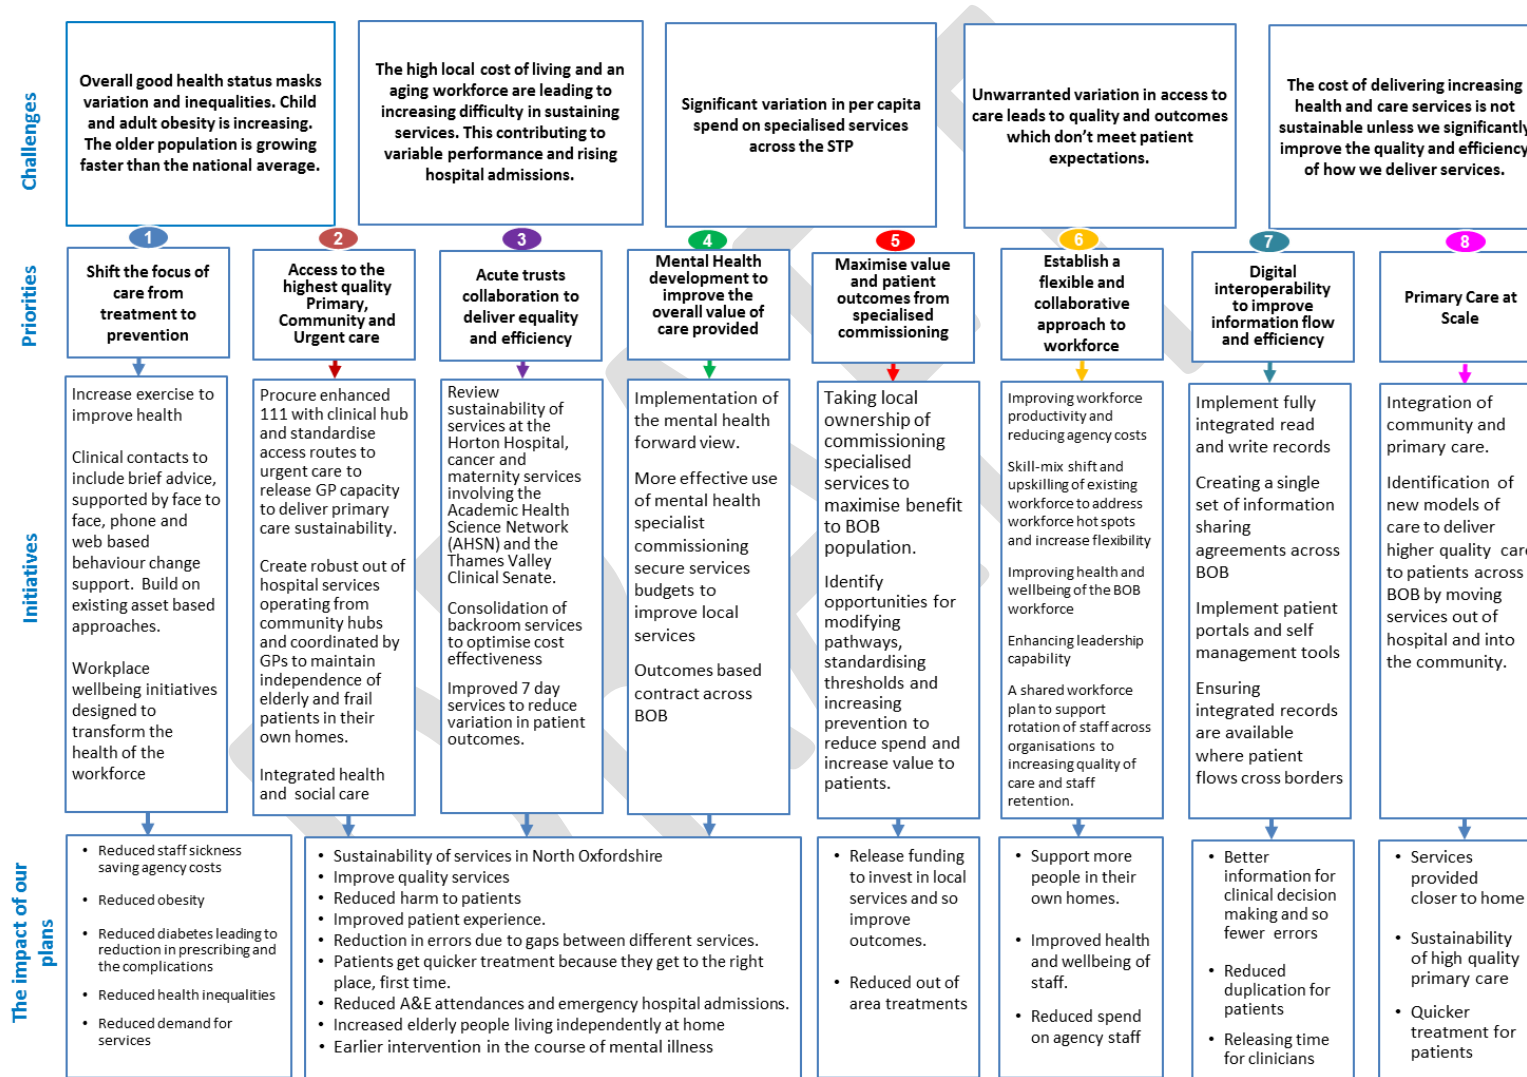 Challenges
Overall good health status masks
variation and inequalities. Child
and adult obesity is increasing.
The older population is growing
faster than the national average.
The high local cost of living and an
aging workforce are leading to
increasing difficulty in sustaining
services. This contributing to
variable performance and rising
hospital admissions.
Significant variation in per capita
spend on specialised services
across the STP
Unwarranted variation in access to
care leads to quality and outcomes
which don't meet patient
expectations.
The cost of delivering increasing
health and care services is not
sustainable unless we significantly
improve the quality and efficiency
of how we deliver services.
Priorities
1
Shift the focus of
care from
treatment to
prevention
2
Access to the
highest quality
Primary,
Community and
Urgent care
3
Acute trusts
collaboration to
deliver equality
and efficiency
4
Mental Health
development to
improve the
overall value of
care provided
5
Maximise value
and patient
outcomes from
specialised
commissioning
6
Establish a
flexible and
collaborative
approach to
workforce
7
Digital
interoperability
to improve
information flow
and efficiency
8
Primary Care at
Scale
Initiatives
Increase exercise to
improve health
Clinical contacts to
include brief advice,
supported by face to
face, phone and
web based
behaviour change
support. Build on
existing asset based
approaches.
Workplace
wellbeing initiatives
designed to
transform the
health of the
workforce
Procure enhanced
111 with clinical hub
and standardise
access routes to
urgent care to
release GP capacity
to deliver primary
care sustainability.
Create robust out of
hospital services
operating from
community hubs
and coordinated by
GPs to maintain
independence of
elderly and frail
patients in their
own homes.
Integrated health
and social care
Review
sustainability of
services at the
Horton Hospital,
cancer and
maternity services
involving the
Academic Health
Science Network
(AHSN) and the
Thames Valley
Clinical Senate.
Consolidation of
backroom services
to optimise cost
effectiveness
Improved 7 day
services to reduce
variation in patient
outcomes.
Implementation of
the mental health
forward view.
More effective use
of mental health
specialist
commissioning
secure services
budgets to
improve local
services
Outcomes based
contract across
BOB
Taking local
ownership of
commissioning
specialised
services to
maximise benefit
to BOB
population.
Identify
opportunities for
modifying
pathways,
standardising
thresholds and
increasing
prevention to
reduce spend and
increase value to
patients.
Improving workforce
productivity and
reducing agency costs
Skill-mix shift and
upskilling of existing
workforce to address
workforce hot spots
and increase flexibility
Improving health and
wellbeing of the BOB
workforce
Enhancing leadership
capability
A shared workforce
plan to support
rotation of staff across
organisations to
increasing quality of
care and staff
retention.
Implement fully
integrated read
and write records
Creating a single
set of information
sharing
agreements across
BOB
Implement patient
portals and self
management tools
Ensuring
integrated records
are available
where patient
flows cross borders
Integration of
community and
primary care.
Identification of
new models of
care to deliver
higher quality care
to patients across
BOB by moving
services out of
hospital and into
the community.
The impact of our
plans
• Reduced staff sickness
saving agency costs
• Reduced obesity
• Reduced diabetes leading to
reduction in prescribing and
the complications
• Reduced health inequalities
• Reduced demand for
services
• Sustainability of services in North Oxfordshire
• Improve quality services
• Reduced harm to patients
• Improved patient experience.
• Reduction in errors due to gaps between different services.
• Patients get quicker treatment because they get to the right
place, first time.
• Reduced A&E attendances and emergency hospital admissions.
• Increased elderly people living independently at home
• Earlier intervention in the course of mental illness
• Release funding
to invest in local
services and so
improve
outcomes.
• Reduced out of
area treatments
• Support more
people in their
own homes.
• Improved health
and wellbeing of
staff.
• Reduced spend
on agency staff
• Better
information for
clinical decision
making and so
fewer errors
• Reduced
duplication for
patients
• Releasing time
for clinicians
• Services
provided
closer to home
• Sustainability
of high quality
primary care
• Quicker
treatment for
patients